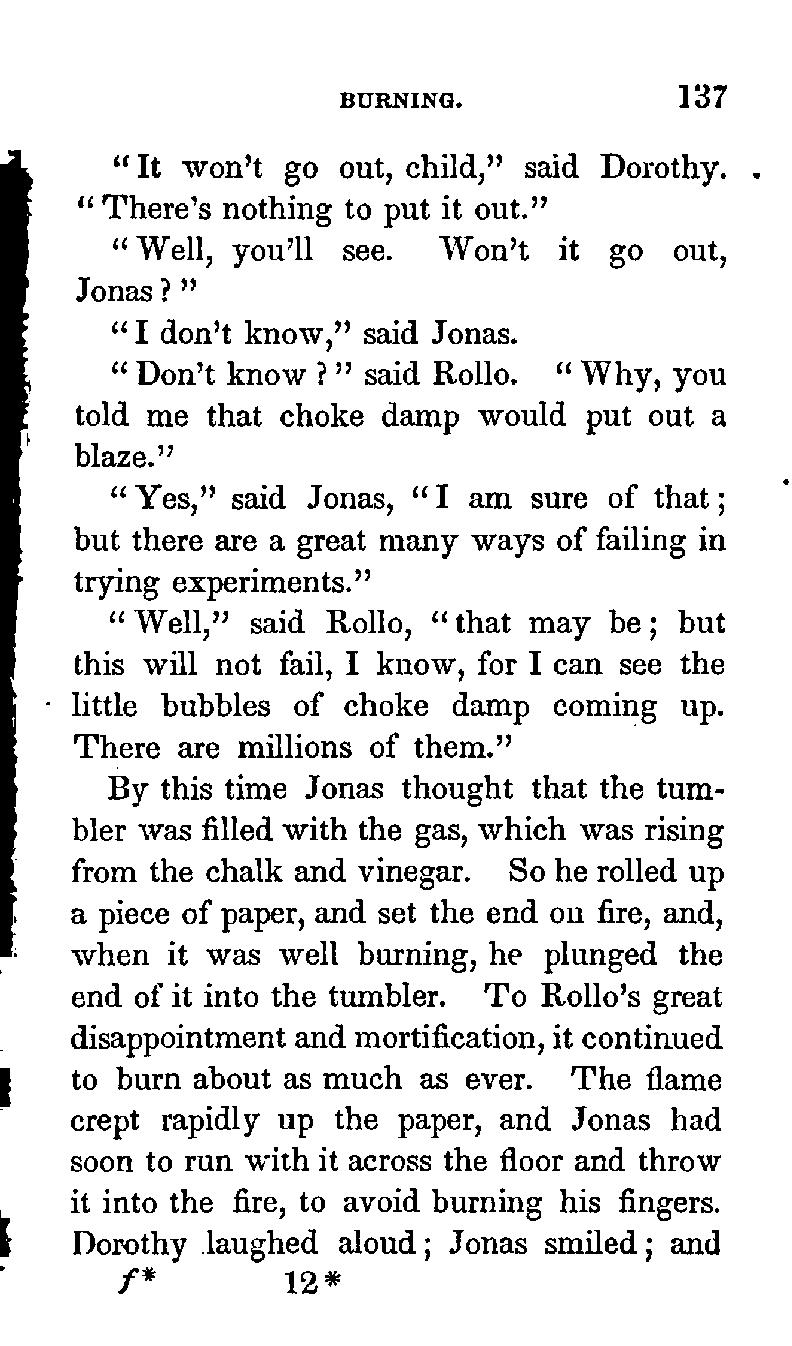 BURNING. 137
“It won’t go out, child,” said Dorothy.
“There’s nothing to put it out.”
“Well, you’ll see. Won’t it go out,
Jonas?”
“I don’t know,” said Jonas.
“Don’t know?” said Rollo. “Why, you
told me that choke damp would put out a
blaze.”
“Yes,” said Jonas, “I am sure of that;
but there are a great many ways of failing in
trying experiments.”
“Well,” said Rollo, “that may be; but
this will not fail, I know, for I can see the
little bubbles of choke damp coming up.
There are millions of them.”
By this time Jonas thought that the tum-
bler was filled with the gas, which was rising
from the chalk and vinegar. So he rolled up
a piece of paper, and set the end on fire, and,
when it was well burning, he plunged the
end of it into the tumbler. To Rollo’s great
disappointment and mortification, it continued
to burn about as much as ever. The flame
crept rapidly up the paper, and Jonas had
soon to run with it across the floor and throw
it into the fire, to avoid burning his fingers.
Dorothy laughed aloud; Jonas smiled; and
f* 12*